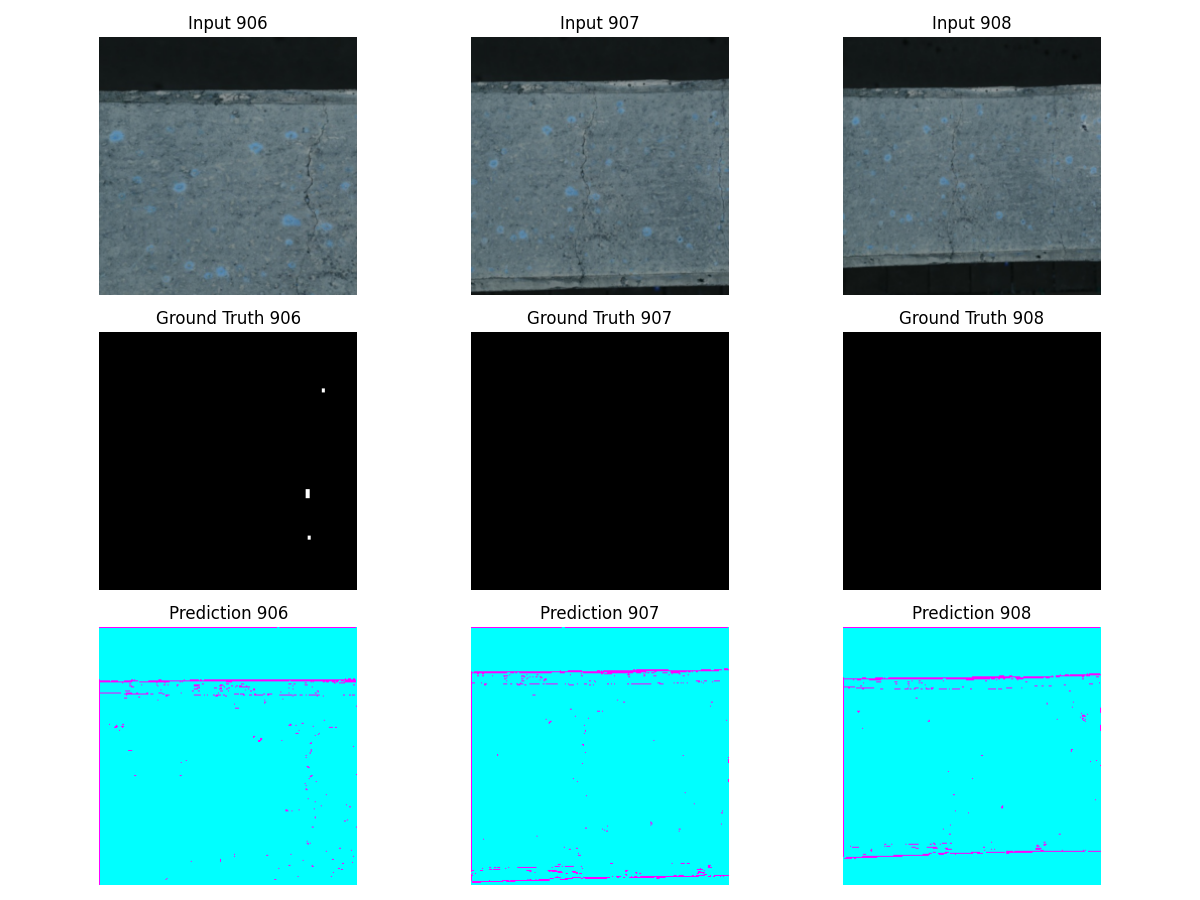 Input 906
Input 907
Input 908
Ground Truth 906
Ground Truth 907
Ground Truth 908
Prediction 906
Prediction 907
Prediction 908